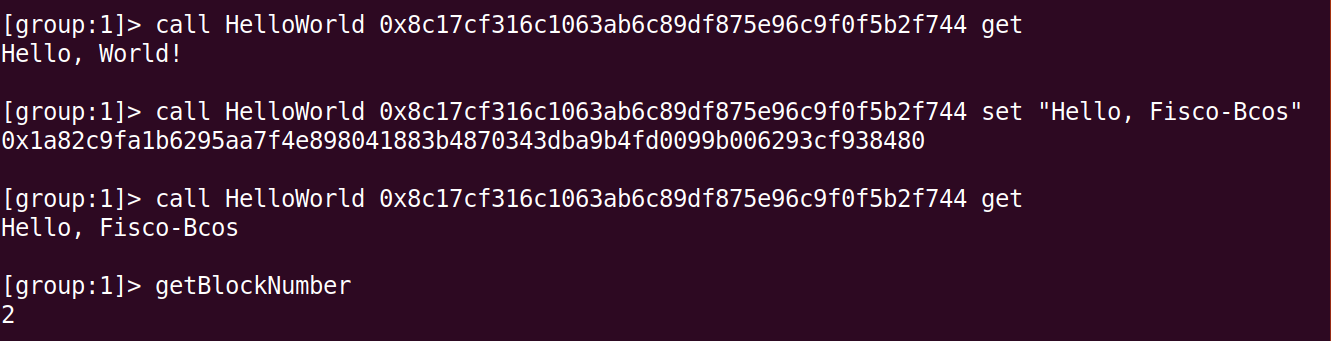 [group:1]> call HelloWorld 0x8c17cf316c1063ab6c89df875e96c9f0f5b2f744 get
Hello, World!
[group:1]> call HelloWorld 0x8c17cf316c1063ab6c89df875e96c9f0f5b2f744 set "Hello, Fisco-Bcos"
0x1a82c9fa1b6295aa7f4e898041883b4870343dba9b4fd0099b006293cf938480
[group:1]> call HelloWorld 0x8c17cf316c1063ab6c89df875e96c9f0f5b2f744 get
Hello, Fisco-Bcos
[group:1]> getBlockNumber
2